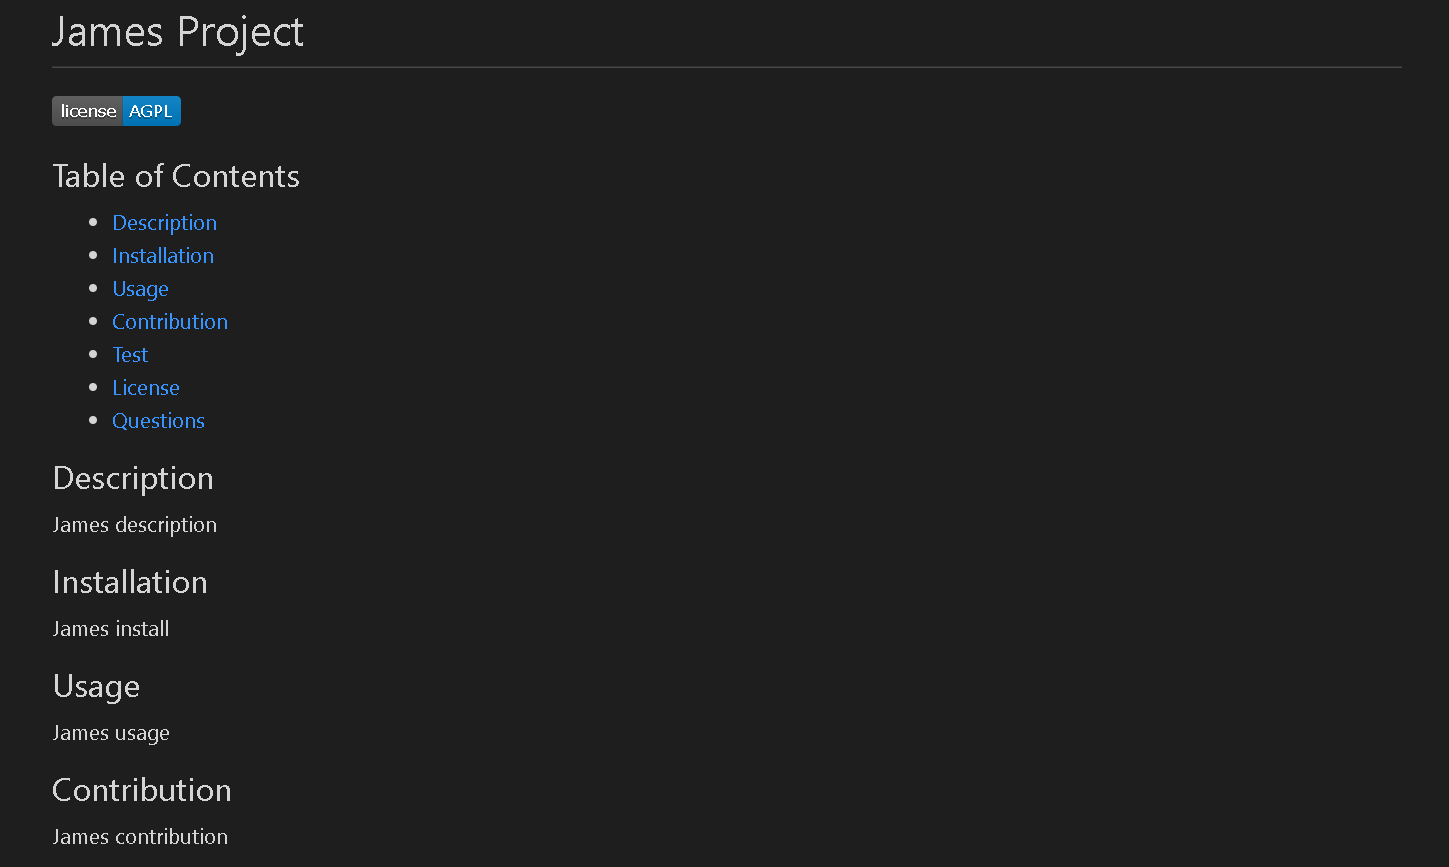 James Project
license AGPL
Table of Contents
Description
Installation
Usage
Contribution
Test
License
Questions
Description
James description
Installation
James install
Usage
James usage
Contribution
James contribution